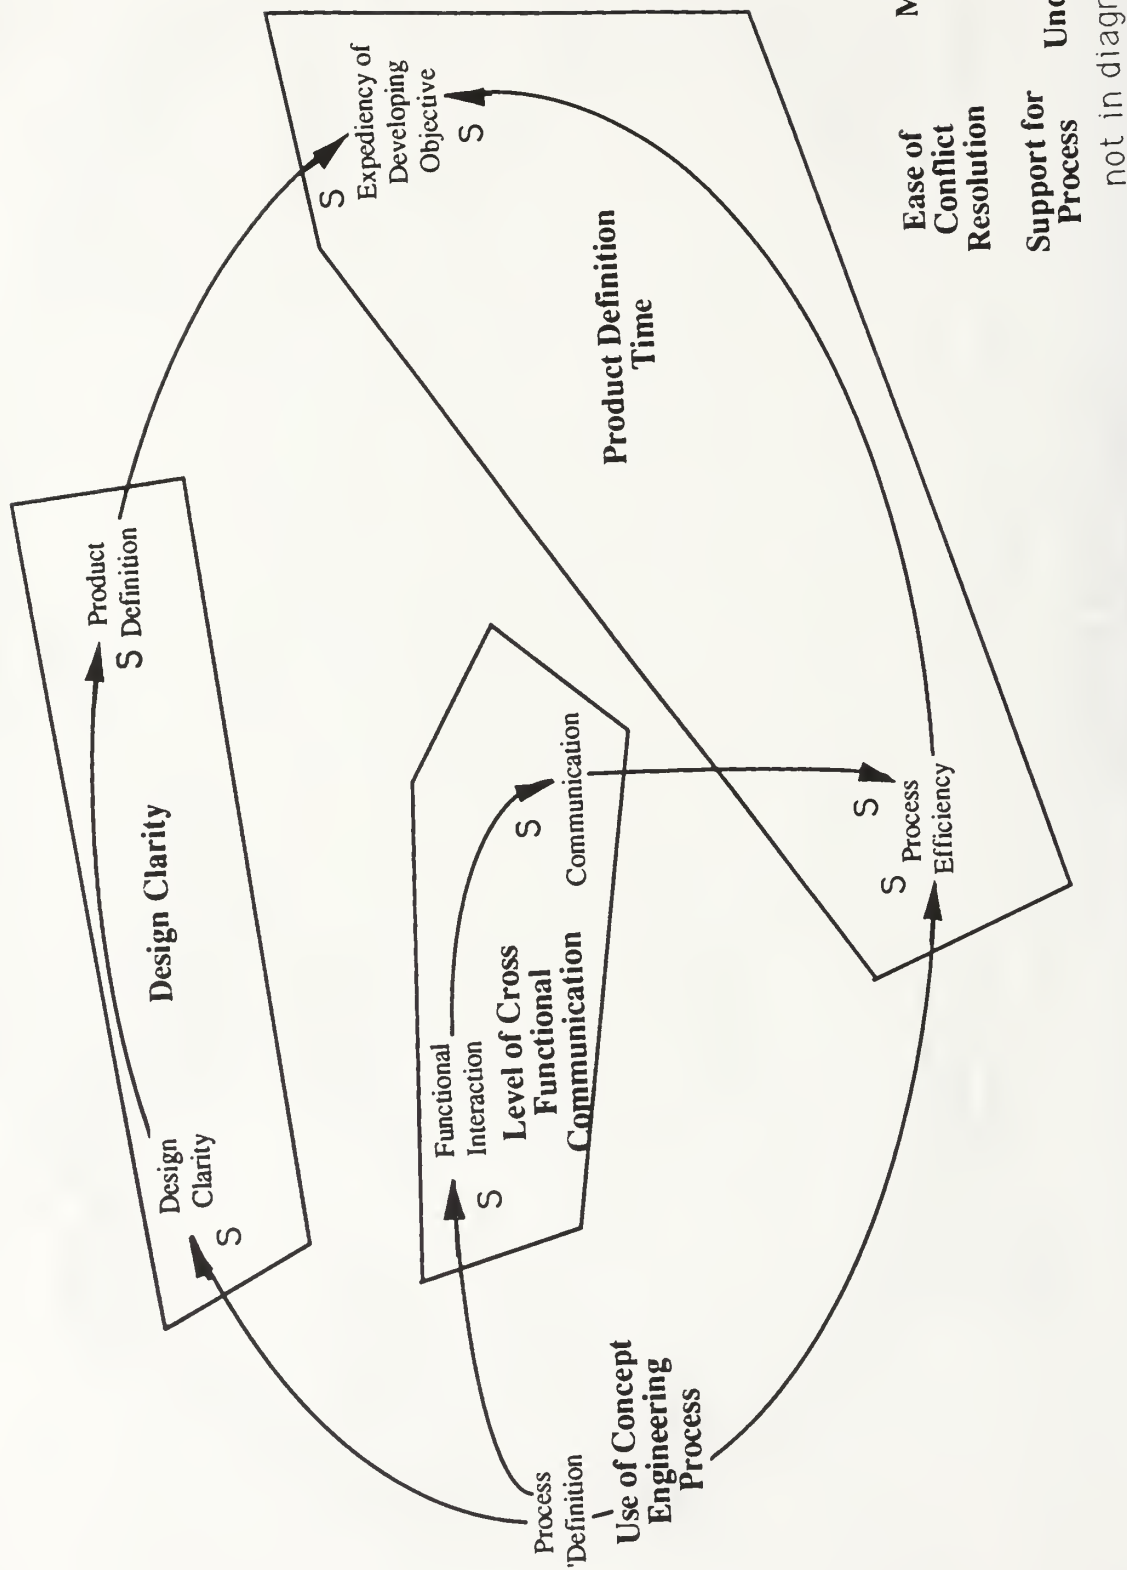 Product
S Definition
Design Clarity
Design
Clarity
S
Expediency of
Developing
Objective
S
S
Functional
Interaction
S
Level of Cross
Functional
Communication
S
Communication
Process
'Definition
Use of Concept
Engineering
Process
Product Definition
Time
S
S
Process
Efficiency
Ease of
Conflict
Resolution
M
Support for
Process
not in diagr